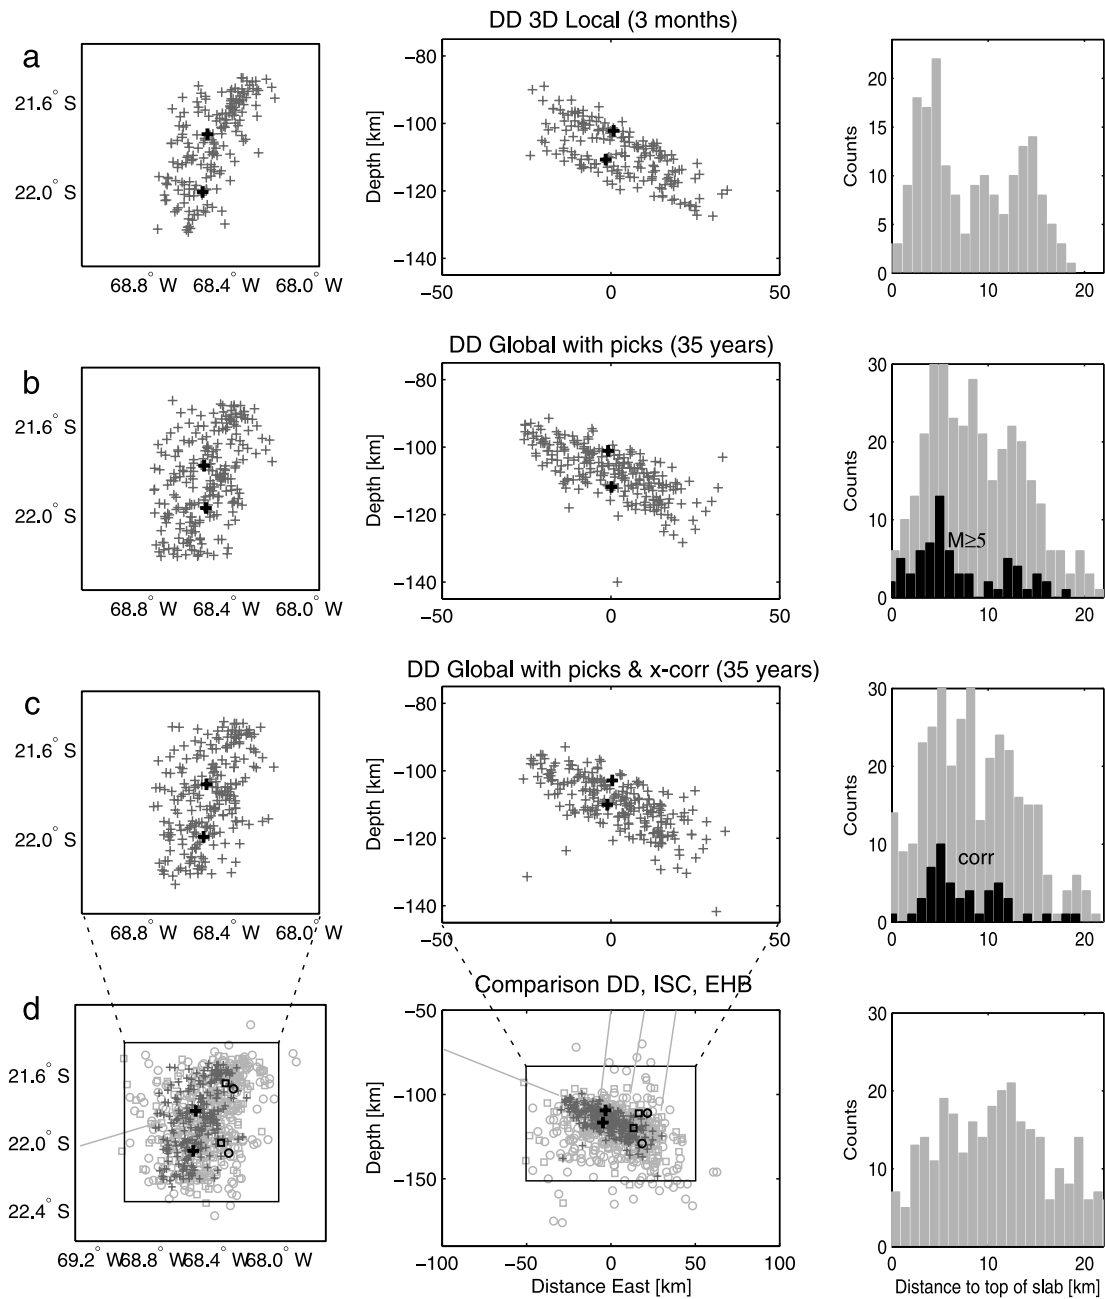 DD 3D Local (3 months)
a
21.6° S
22.0° S
68.8° W 68.4° W 68.0° W
Depth [km]
−80
−100
−120
−140
−50 0 50
Counts
20
15
10
5
0
0 10 20
DD Global with picks (35 years)
b
21.6° S
22.0° S
68.8° W 68.4° W 68.0° W
Depth [km]
−80
−100
−120
−140
−50 0 50
Counts
30
20
10
0
M≥5
0 10 20
DD Global with picks & x-corr (35 years)
c
21.6° S
22.0° S
68.8° W 68.4° W 68.0° W
Depth [km]
−80
−100
−120
−140
−50 0 50
Counts
30
20
10
0
corr
0 10 20
Comparison DD, ISC, EHB
d
21.6° S
22.0° S
22.4° S
69.2° W 68.8° W 68.4° W 68.0° W
Depth [km]
−50
−100
−150
−100 −50 0 50 100
Distance East [km]
Counts
30
20
10
0
0 10 20
Distance to top of slab [km]